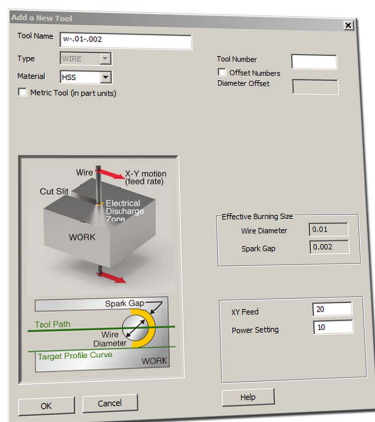 Add a New Tool
Tool Name w-.01-.002
Type WIRE
Material HSS
Metric Tool (in part units)
Tool Number
Offset Numbers
Diameter Offset
Wire
X-Y motion
(feed rate)
Cut Slit
Electrical
Discharge
Zone
WORK
Spark Gap
Tool Path
Wire
Diameter
Target Profile Curve
WORK
Effective Burning Size
Wire Diameter 0.01
Spark Gap 0.002
XY Feed 20
Power Setting 10
OK
Cancel
Help